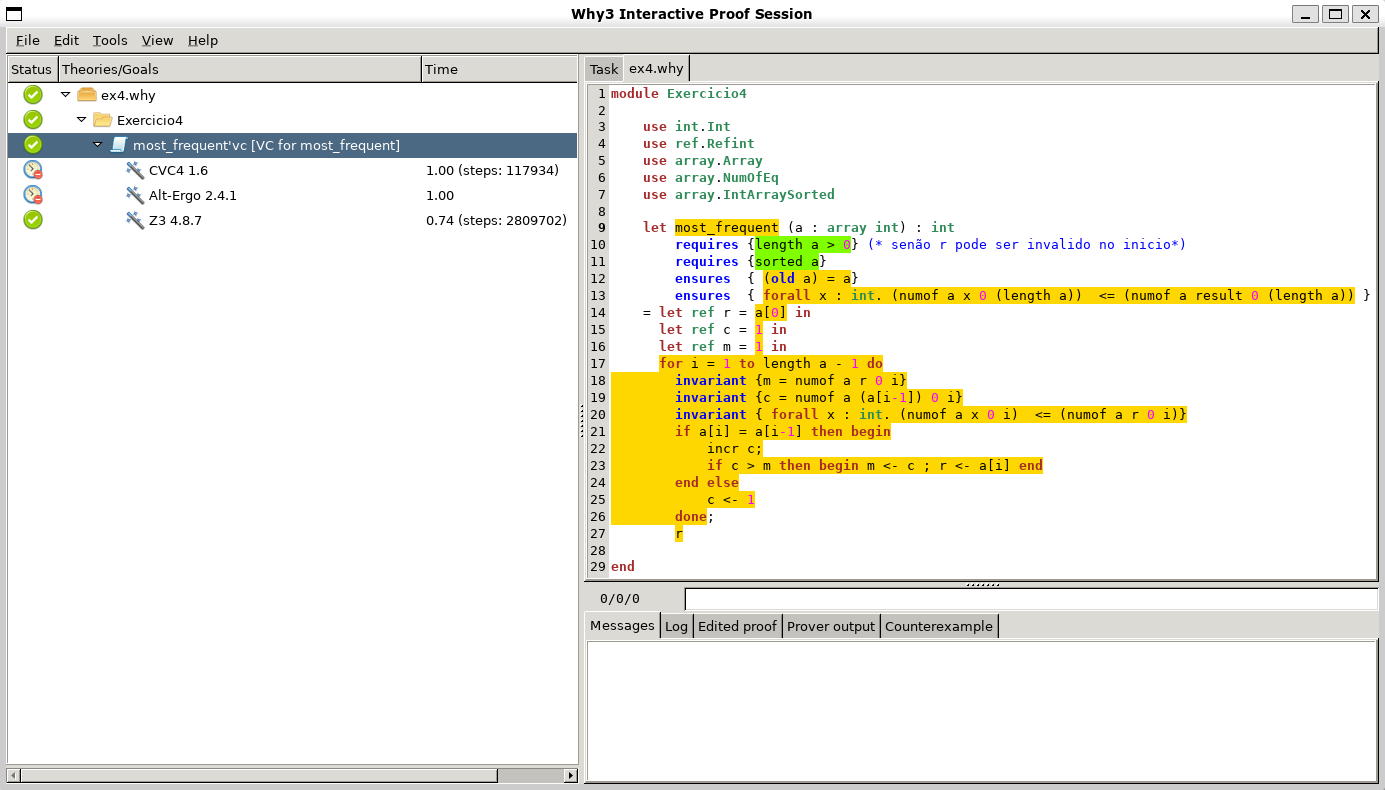 Why3 Interactive Proof Session
File Edit Tools View Help
Status Theories/Goals Time
ex4.why
Exercicio4
most_frequent'vc [VC for most_frequent]
CVC4 1.6 1.00 (steps: 117934)
Alt-Ergo 2.4.1 1.00
Z3 4.8.7 0.74 (steps: 2809702)
Task ex4.why
1 module Exercicio4
2
3     use int.Int
4     use ref.Refint
5     use array.Array
6     use array.NumOfEq
7     use array.IntArraySorted
8
9     let most_frequent (a : array int) : int
10         requires {length a > 0} (* senão r pode ser invalido no inicio*)
11         requires {sorted a}
12         ensures  { (old a) = a}
13         ensures  { forall x : int. (numof a x 0 (length a))  <= (numof a result 0 (length a)) }
14     = let ref r = a[0] in
15       let ref c = 1 in
16       let ref m = 1 in
17       for i = 1 to length a - 1 do
18         invariant {m = numof a r 0 i}
19         invariant {c = numof a (a[i-1]) 0 i}
20         invariant { forall x : int. (numof a x 0 i)  <= (numof a r 0 i)}
21         if a[i] = a[i-1] then begin
22             incr c;
23             if c > m then begin m <- c ; r <- a[i] end
24         end else
25             c <- 1
26         done;
27         r
28
29 end
0/0/0
Messages Log Edited proof Prover output Counterexample